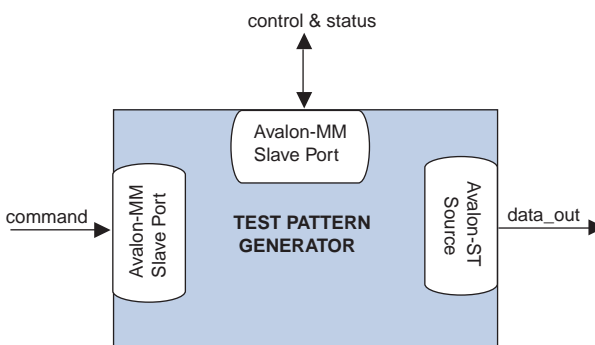 control & status
Avalon-MM
Slave Port
command
Avalon-MM
Slave Port
TEST PATTERN
GENERATOR
Avalon-ST
Source
data_out